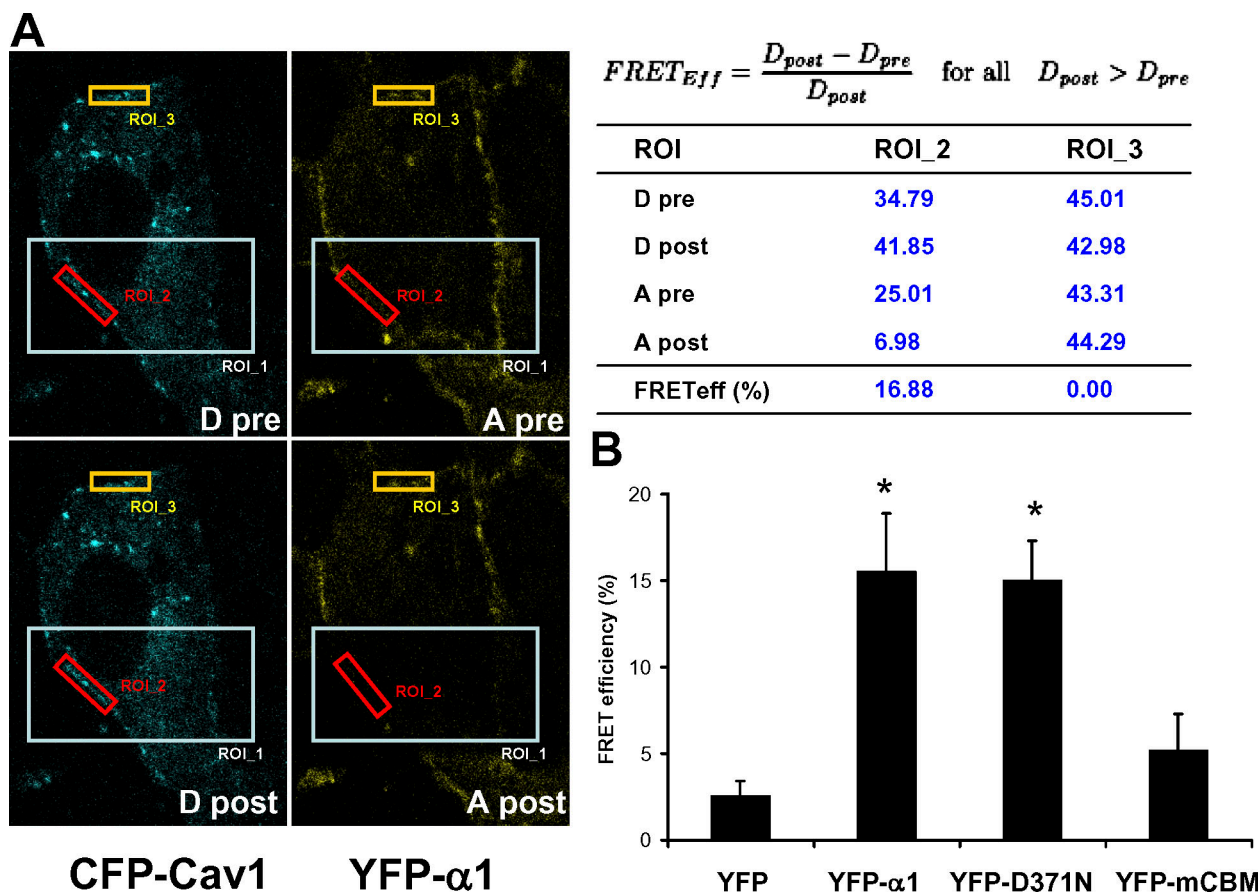 A
ROI_3
ROI_2
ROI_1
D pre
ROI_3
ROI_2
ROI_1
A pre
ROI_3
ROI_2
ROI_1
D post
ROI_3
ROI_2
ROI_1
A post
CFP-Cav1
YFP-α1
FRET_Eff = (D_post − D_pre) / D_post for all D_post > D_pre
ROI ROI_2 ROI_3
D pre 34.79 45.01
D post 41.85 42.98
A pre 25.01 43.31
A post 6.98 44.29
FRETeff (%) 16.88 0.00
B
FRET efficiency (%)
20
15
10
5
0
* *
YFP YFP-α1 YFP-D371N YFP-mCBM